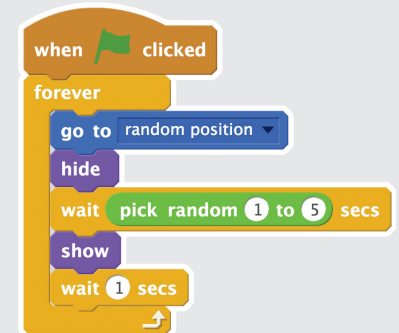 when clicked
forever
go to random position
hide
wait pick random 1 to 5 secs
show
wait 1 secs